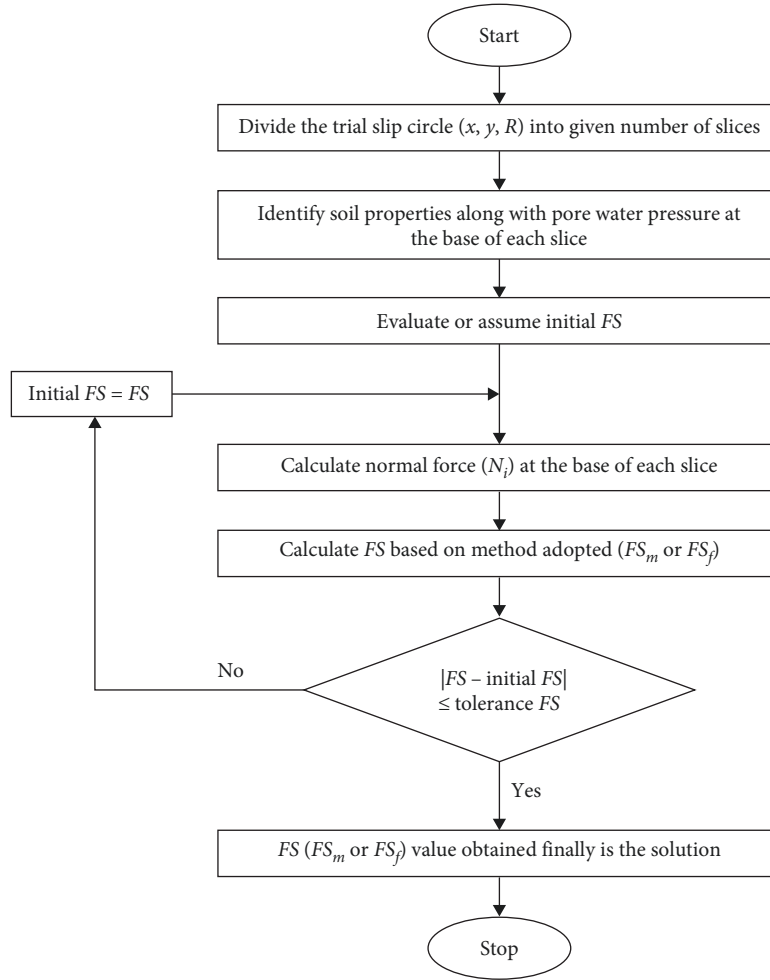 Start
Divide the trial slip circle (x, y, R) into given number of slices
Identify soil properties along with pore water pressure at
the base of each slice
Evaluate or assume initial FS
Initial FS = FS
Calculate normal force (Nᵢ) at the base of each slice
Calculate FS based on method adopted (FSₘ or FS_f)
|FS – initial FS|
≤ tolerance FS
No
Yes
FS (FSₘ or FS_f) value obtained finally is the solution
Stop